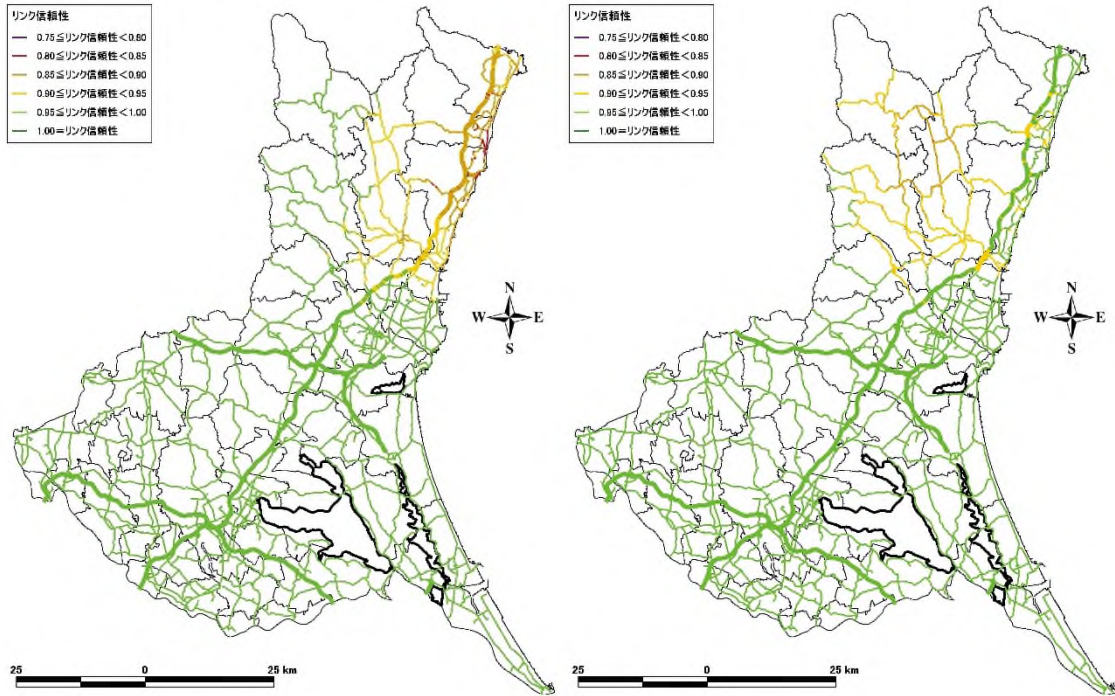 リンク信頼性
0.75≦リンク信頼性<0.80
0.80≦リンク信頼性<0.85
0.85≦リンク信頼性<0.90
0.90≦リンク信頼性<0.95
0.95≦リンク信頼性<1.00
1.00=リンク信頼性
N
W E
S
25 0 25 km
リンク信頼性
0.75≦リンク信頼性<0.80
0.80≦リンク信頼性<0.85
0.85≦リンク信頼性<0.90
0.90≦リンク信頼性<0.95
0.95≦リンク信頼性<1.00
1.00=リンク信頼性
N
W E
S
25 0 25 km